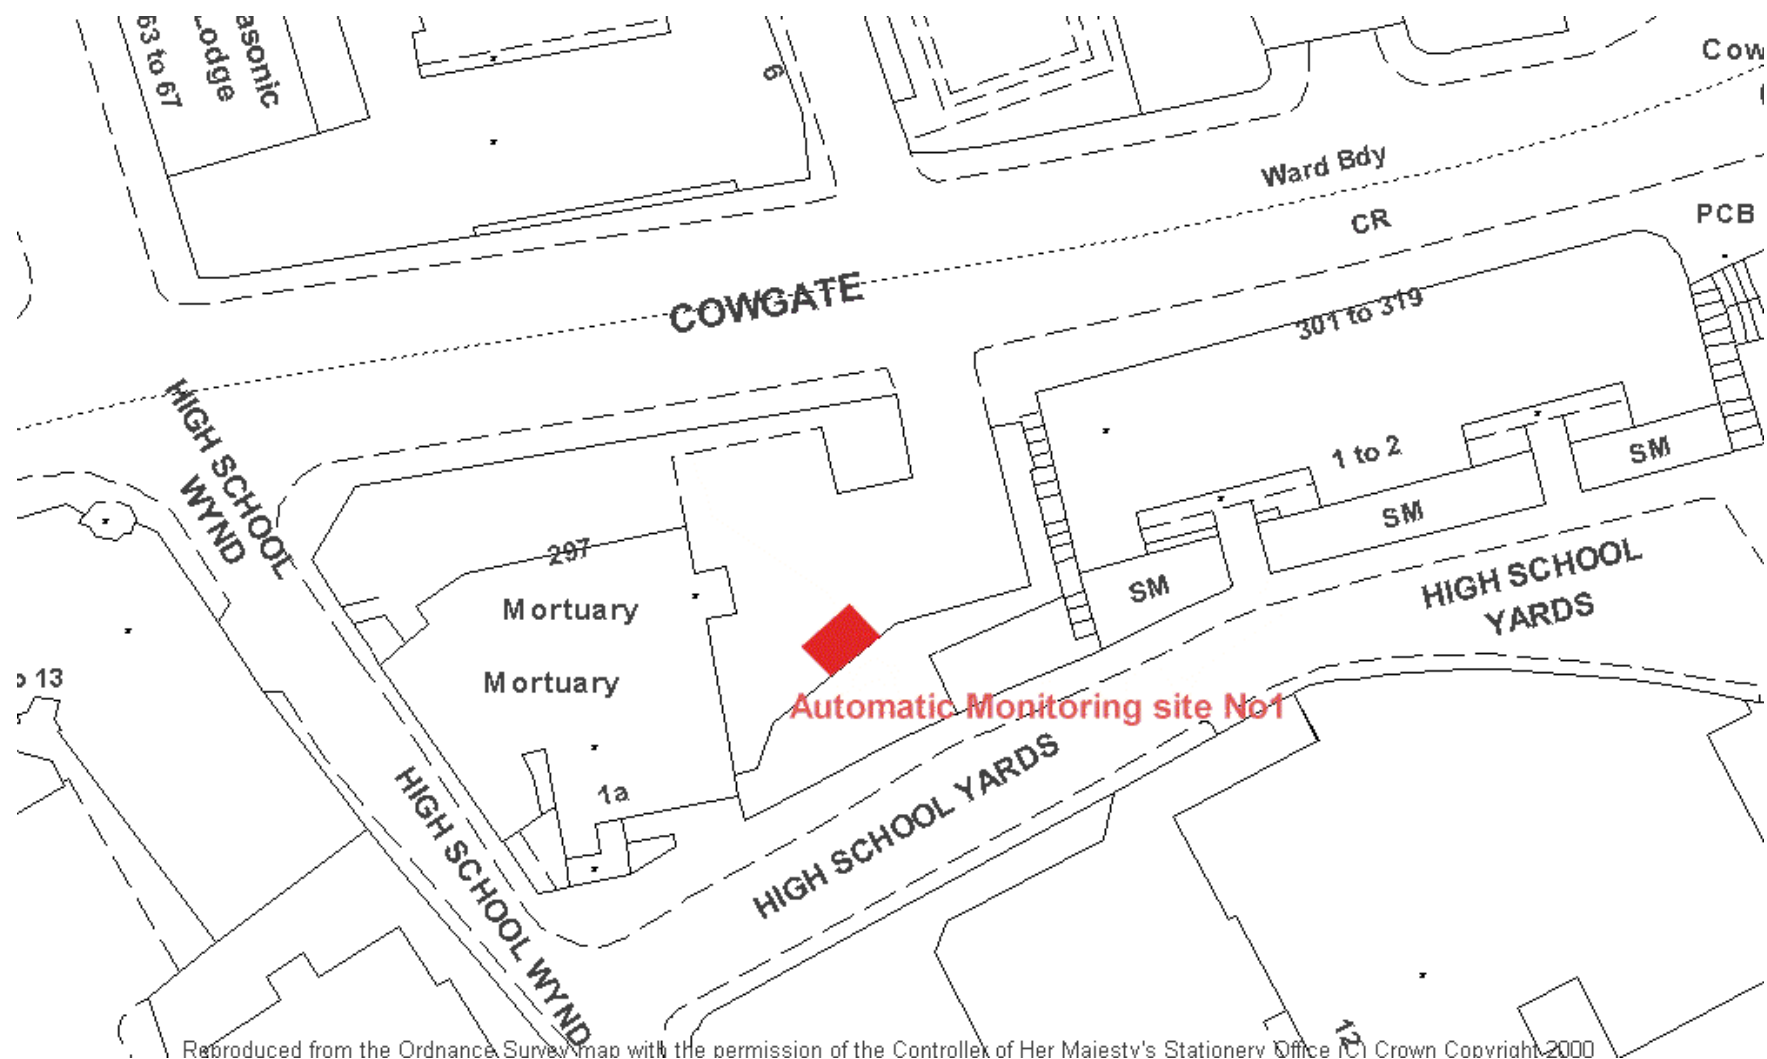 63 to 67
asonic
Lodge
6
Cow
Ward Bdy
CR
PCB
COWGATE
301 to 319
HIGH SCHOOL
WYND
1 to 2
SM
SM
SM
297
Mortuary
Mortuary
HIGH SCHOOL
YARDS
o 13
Automatic Monitoring site No1
1a
HIGH SCHOOL YARDS
HIGH SCHOOL WYND
12
Reproduced from the Ordnance Survey map with the permission of the Controller of Her Majesty's Stationery Office (C) Crown Copyright 2000